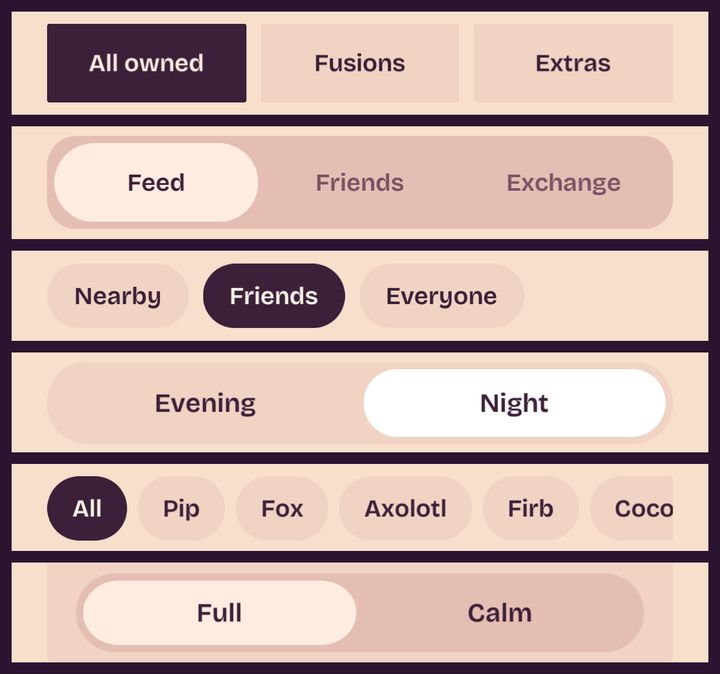 All owned Fusions Extras
Feed Friends Exchange
Nearby Friends Everyone
Evening Night
All Pip Fox Axolotl Firb Coco
Full Calm